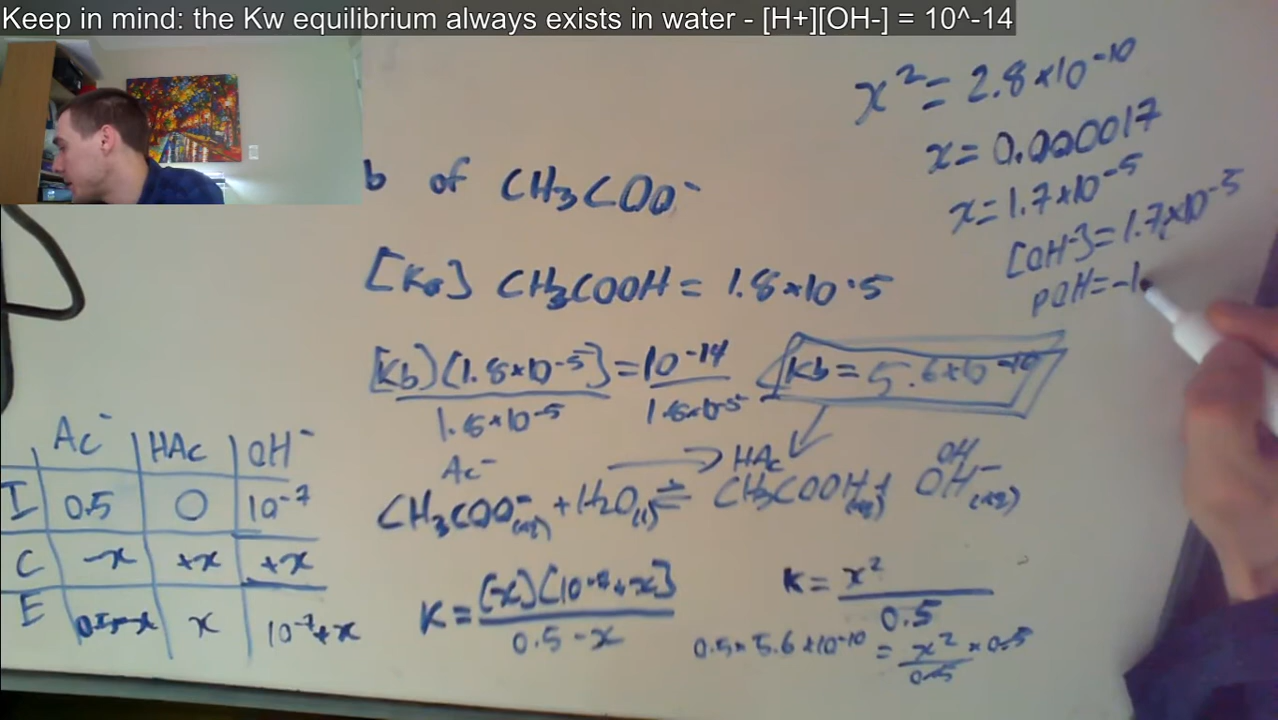 Keep in mind: the Kw equilibrium always exists in water - [H+][OH-] = 10^-14
x² = 2.8×10⁻¹⁰
x = 0.000017
x = 1.7×10⁻⁵
[OH⁻] = 1.7×10⁻⁵
pOH = -1
b of CH3COO⁻
[Ka] CH3COOH = 1.8×10-5
[Kb)(1.8×10⁻⁵] = 10⁻¹⁴
1.8×10⁻⁵ 1.8×10⁻⁵
Kb = 5.6×10⁻¹⁰
Ac⁻ HAc OH
CH3COO⁻(aq) + H2O(l) ⇌ CH3COOH(aq) + OH⁻(aq)
Ac⁻ HAc OH⁻
I 0.5 0 10⁻⁷
C -x +x +x
E 0.5-x x 10⁻⁷+x
K = [x][10⁻⁷+x]
0.5-x
K = x²
0.5
0.5×5.6×10⁻¹⁰ = x² × 0.5
0.5